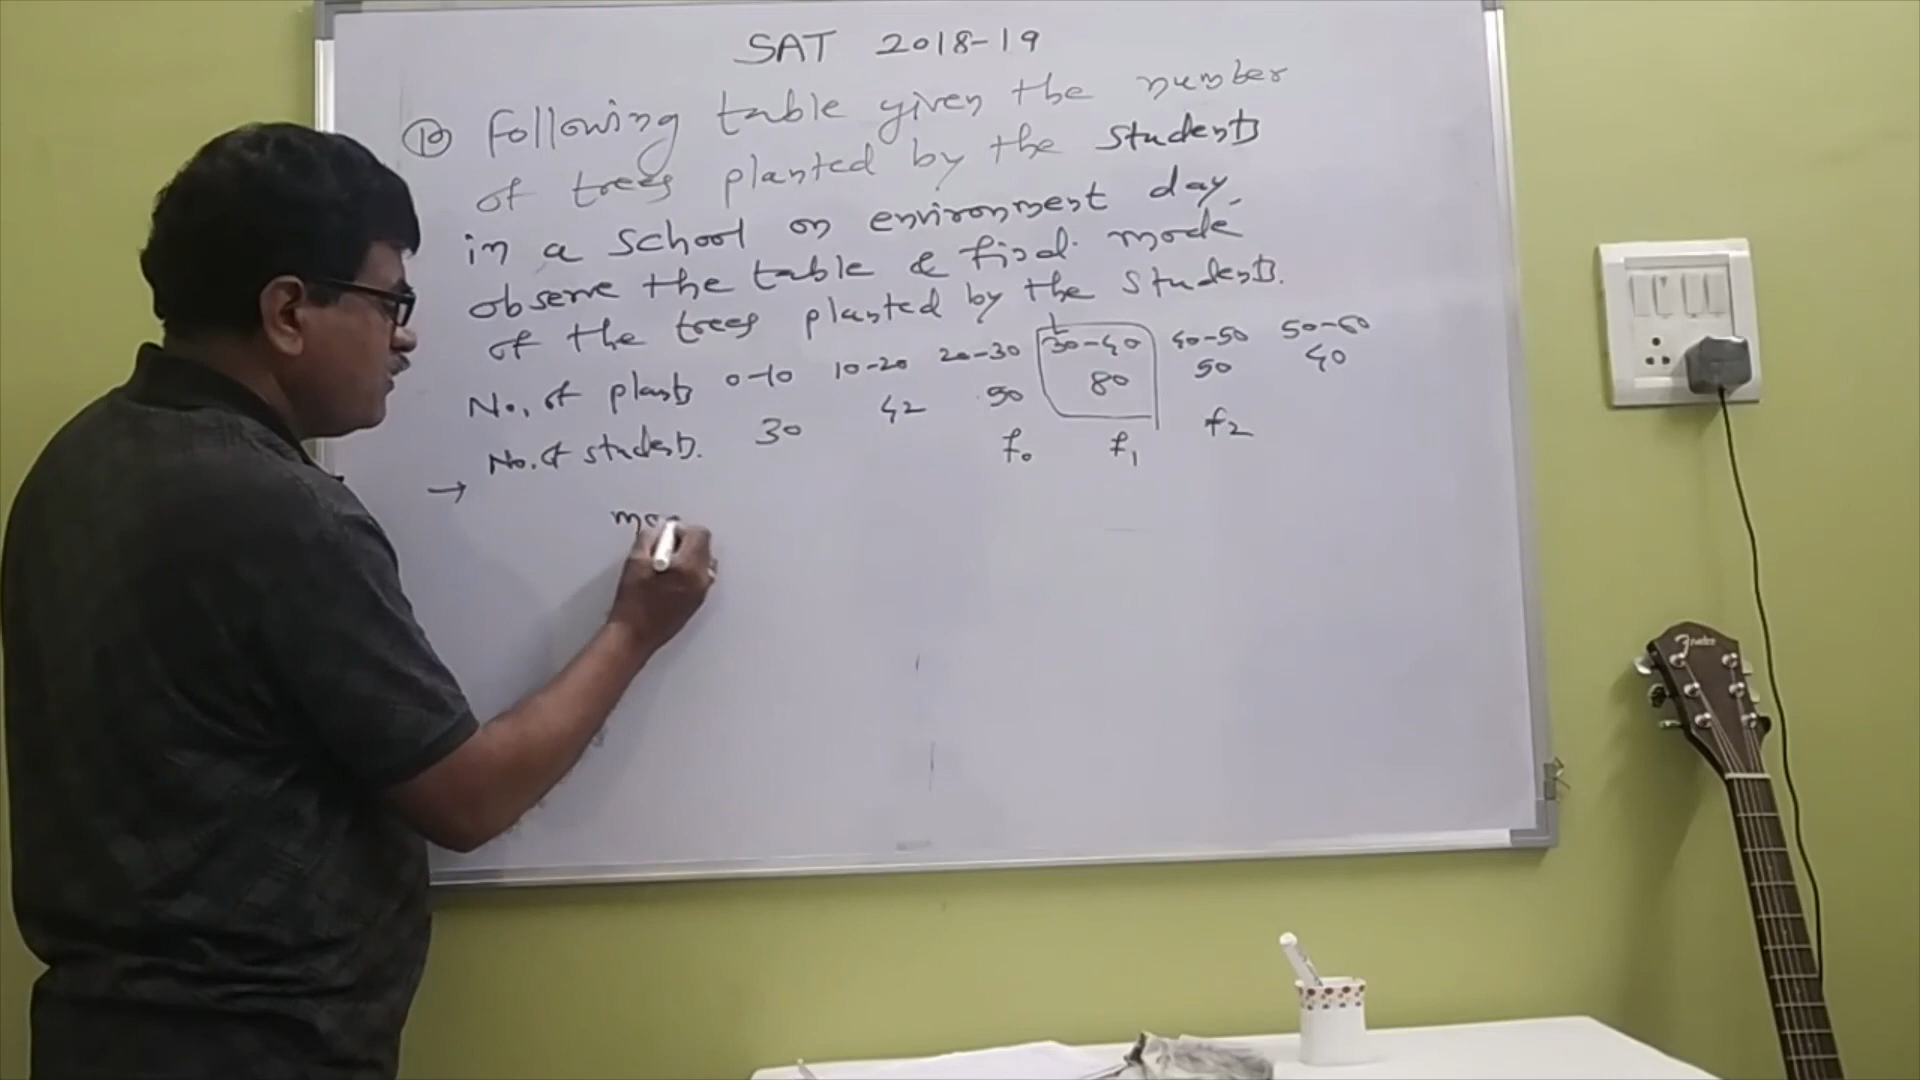 SAT 2018-19
10 Following table given the number
of trees planted by the students
in a school on environment day.
observe the table & find mode
of the trees planted by the students.
L
No. of plants 0-10 10-20 20-30 30-40 40-50 50-60
No. of students. 30 42 50 80 50 40
f0 f1 f2
→
Fender